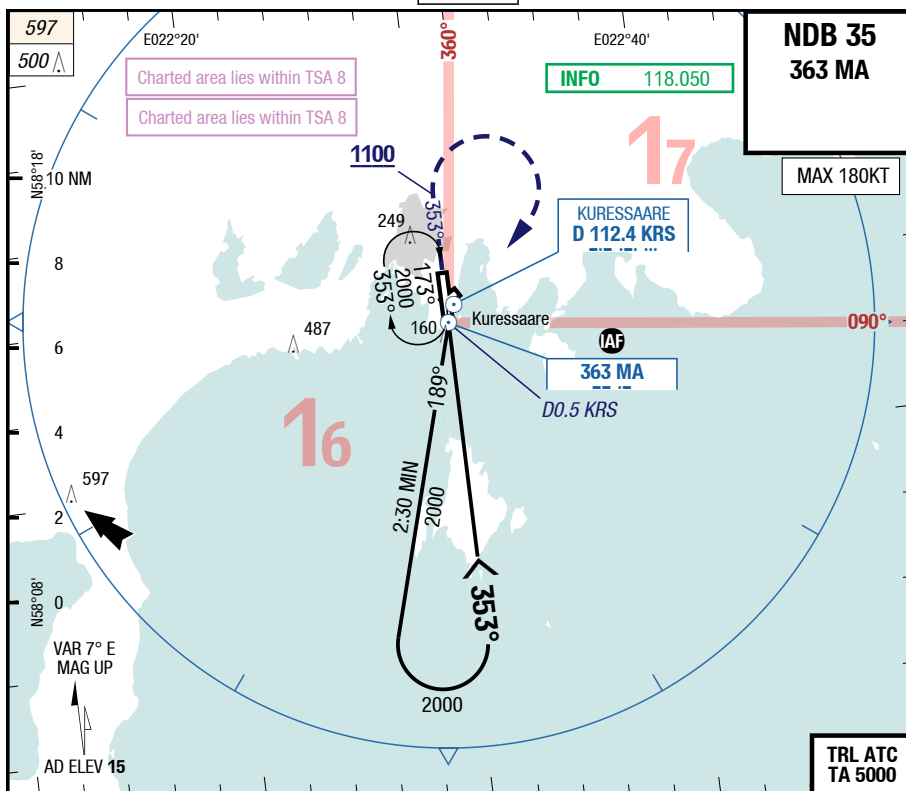 597
500
E022°20'
360°
E022°40'
NDB 35
363 MA
Charted area lies within TSA 8
Charted area lies within TSA 8
INFO 118.050
17
1100
MAX 180KT
N58°18'
10 NM
353°
249
KURESSAARE
D 112.4 KRS
8
173°
2000
353°
160
Kuressaare
090°
487
6
IAF
363 MA
189°
D0.5 KRS
4
16
597
2:30 MIN
2000
2
353°
N58°08'
0
VAR 7° E
MAG UP
2000
AD ELEV 15
TRL ATC
TA 5000